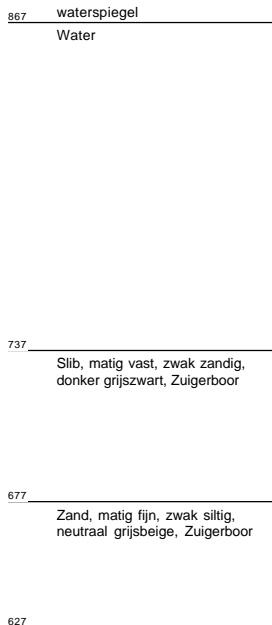 867 waterspiegel
Water
737
Slib, matig vast, zwak zandig,
donker grijszwart, Zuigerboor
677
Zand, matig fijn, zwak siltig,
neutraal grijsbeige, Zuigerboor
627